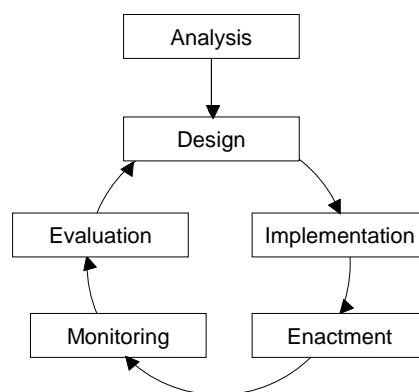 Analysis
Design
Evaluation
Implementation
Monitoring
Enactment